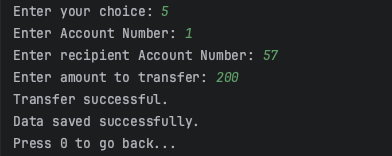 Enter your choice: 5
Enter Account Number: 1
Enter recipient Account Number: 57
Enter amount to transfer: 200
Transfer successful.
Data saved successfully.
Press 0 to go back...